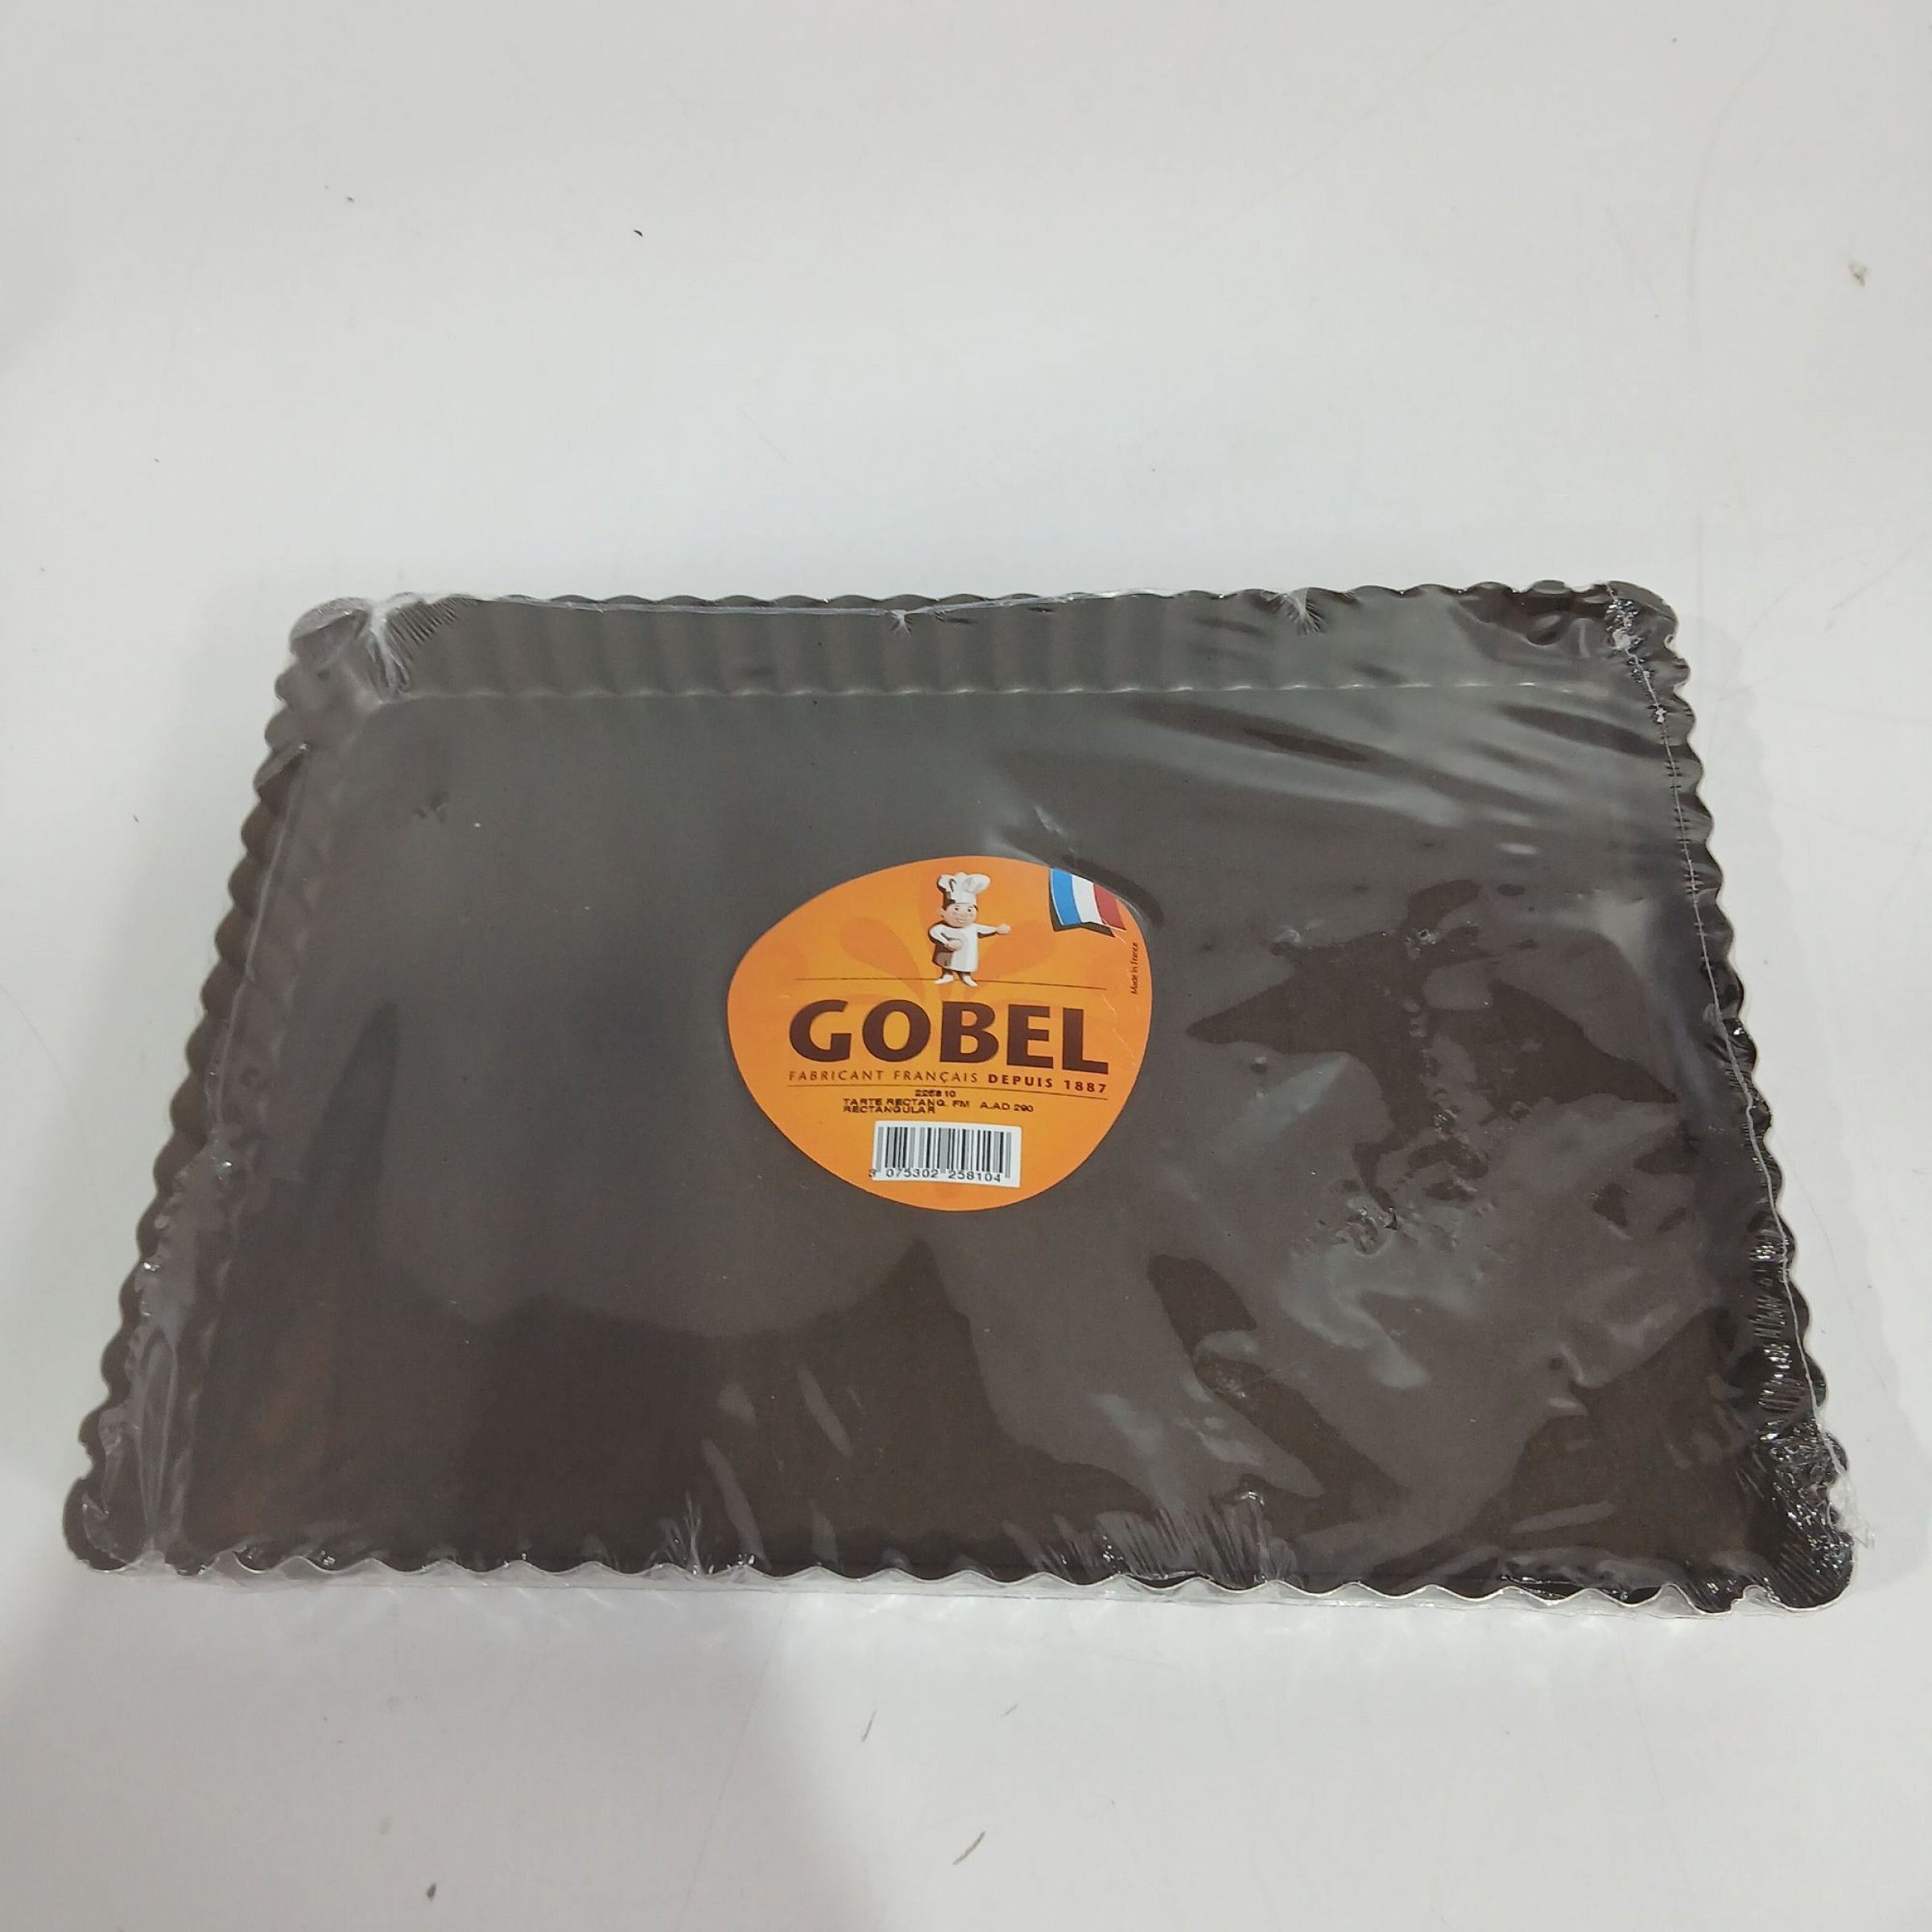 Made in France
GOBEL
FABRICANT FRANÇAIS DEPUIS 1887
225810
TARTE RECTANG. FM A.AD 290
RECTANGULAR
3 075302 258104